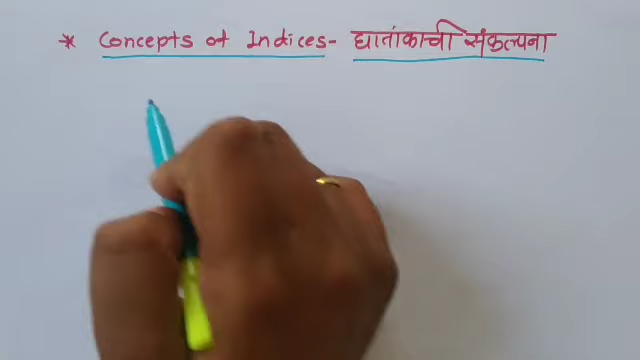 * Concepts of Indices- घातांकाची संकल्पना